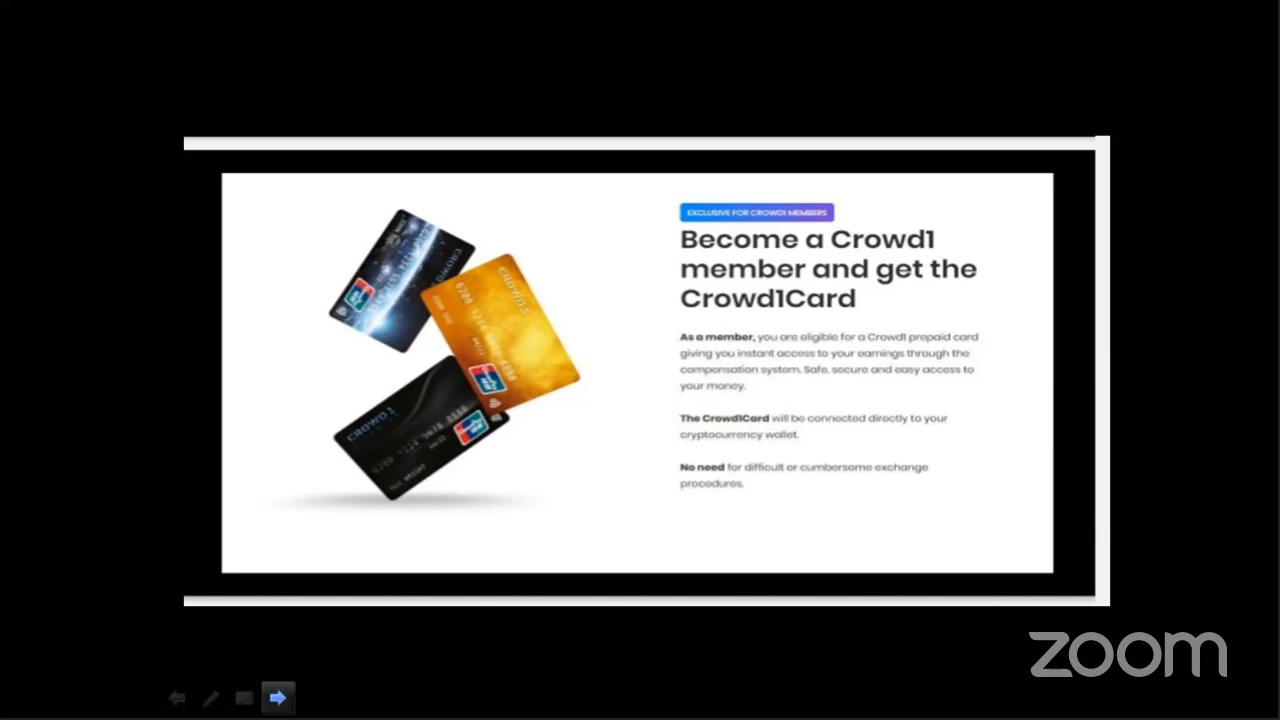 EXCLUSIVE FOR CROWD1 MEMBERS
Become a Crowd1
member and get the
Crowd1Card
As a member, you are eligible for a Crowd1 prepaid card
giving you instant access to your earnings through the
compensation system. Safe, secure and easy access to
your money.
The Crowd1Card will be connected directly to your
cryptocurrency wallet.
No need for difficult or cumbersome exchange
procedures.
CROWD1
CROWD1
CROWD1
zoom